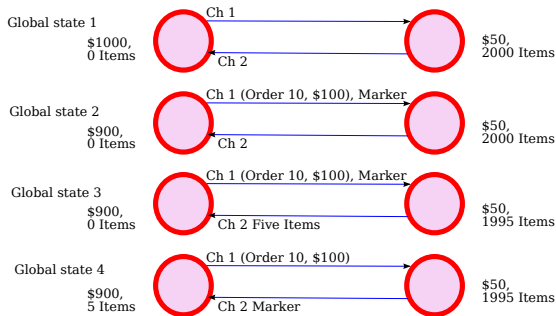 Global state 1
Ch 1
$1000,
0 Items
$50,
2000 Items
Ch 2
Global state 2
Ch 1 (Order 10, $100), Marker
$900,
0 Items
$50,
2000 Items
Ch 2
Global state 3
Ch 1 (Order 10, $100), Marker
$900,
0 Items
$50,
1995 Items
Ch 2 Five Items
Global state 4
Ch 1 (Order 10, $100)
$900,
5 Items
$50,
1995 Items
Ch 2 Marker